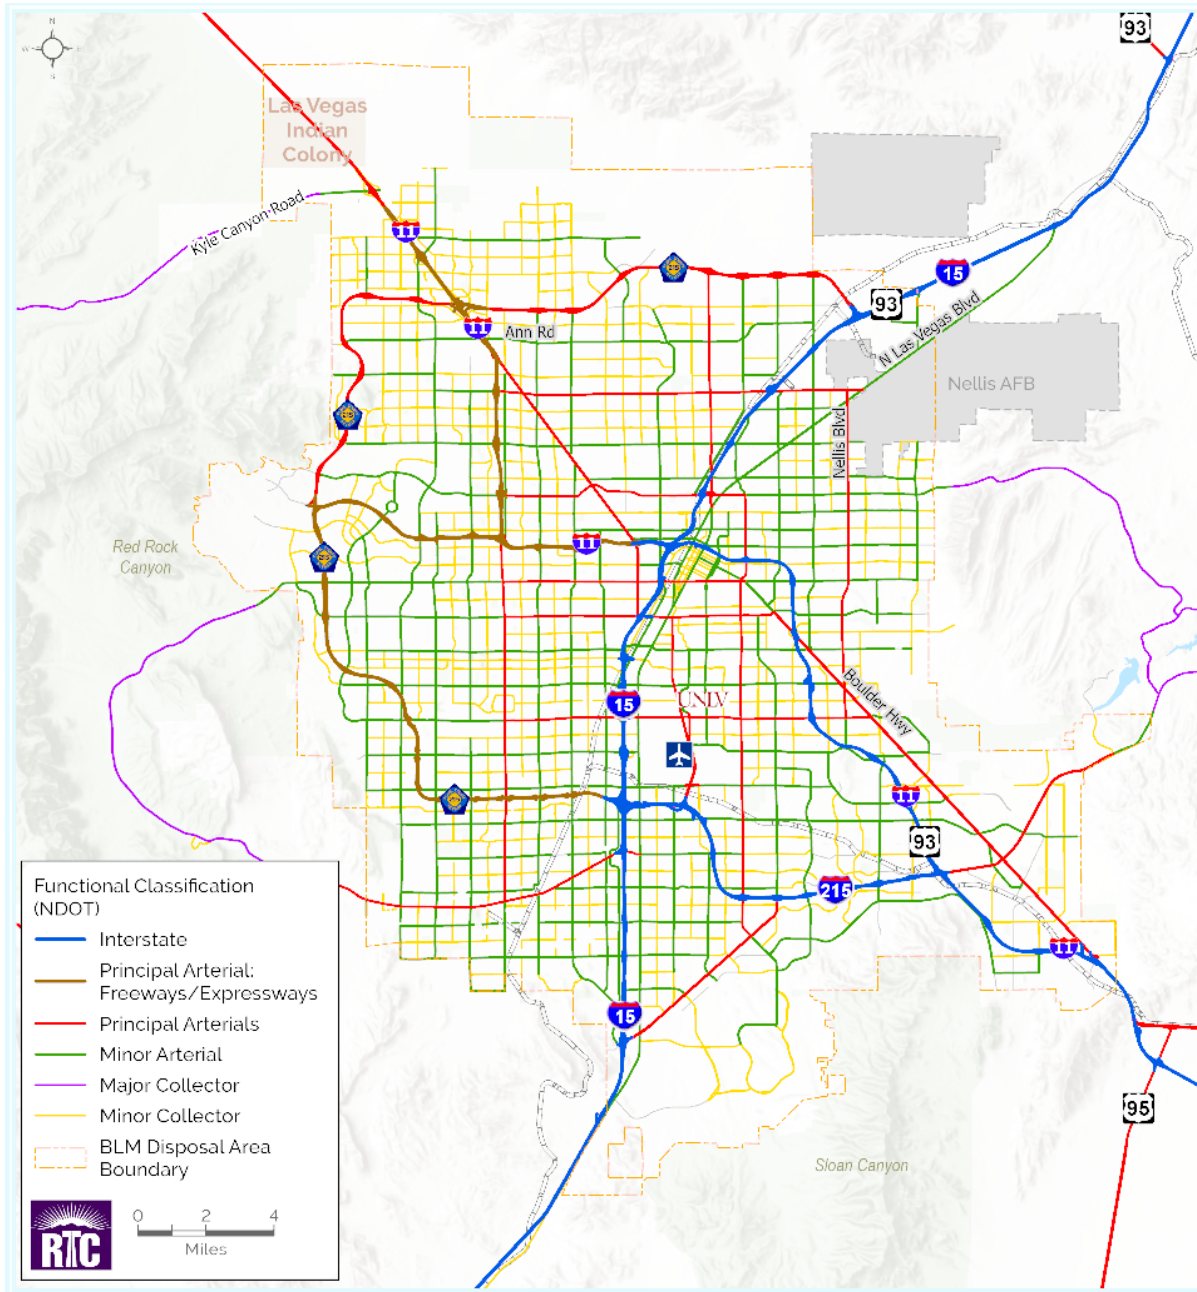 N
W
E
S
93
Las Vegas
Indian
Colony
Kyle Canyon Road
11
15
93
N Las Vegas Blvd
11
Ann Rd
Nellis AFB
Nellis Blvd
11
Red Rock
Canyon
Boulder Hwy
15
UNLV
11
93
215
11
15
95
Sloan Canyon
Functional Classification
(NDOT)
Interstate
Principal Arterial:
Freeways/Expressways
Principal Arterials
Minor Arterial
Major Collector
Minor Collector
BLM Disposal Area
Boundary
RTC
0 2 4
Miles